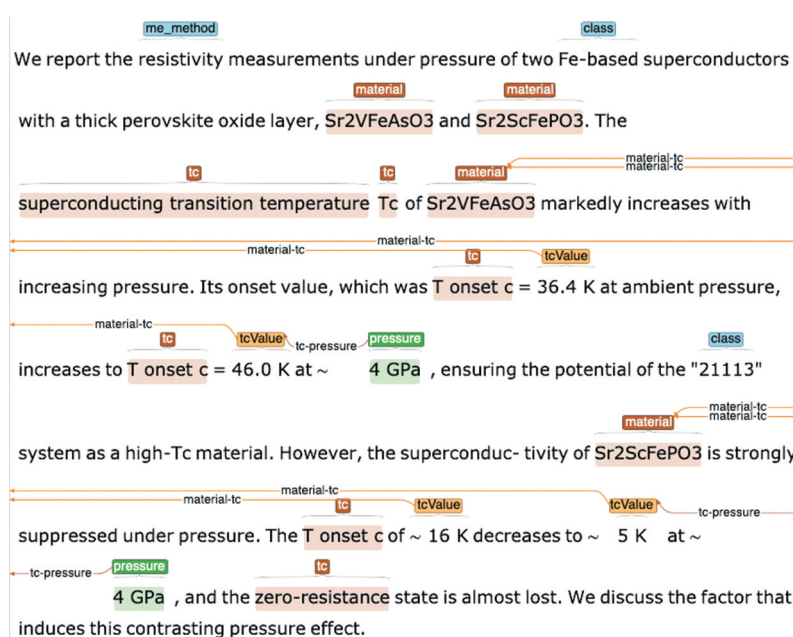 me_method class
We report the resistivity measurements under pressure of two Fe-based superconductors
material material
with a thick perovskite oxide layer, Sr2VFeAsO3 and Sr2ScFePO3. The
material-tc
tc tc material material-tc
superconducting transition temperature Tc of Sr2VFeAsO3 markedly increases with
material-tc
material-tc tc tcValue
increasing pressure. Its onset value, which was T onset c = 36.4 K at ambient pressure,
material-tc tc tcValue tc-pressure pressure class
increases to T onset c = 46.0 K at ~ 4 GPa , ensuring the potential of the "21113"
material-tc
material material-tc
system as a high-Tc material. However, the superconduc- tivity of Sr2ScFePO3 is strongly
material-tc
material-tc tc tcValue tcValue tc-pressure
suppressed under pressure. The T onset c of ~ 16 K decreases to ~ 5 K at ~
tc-pressure pressure tc
4 GPa , and the zero-resistance state is almost lost. We discuss the factor that
induces this contrasting pressure effect.